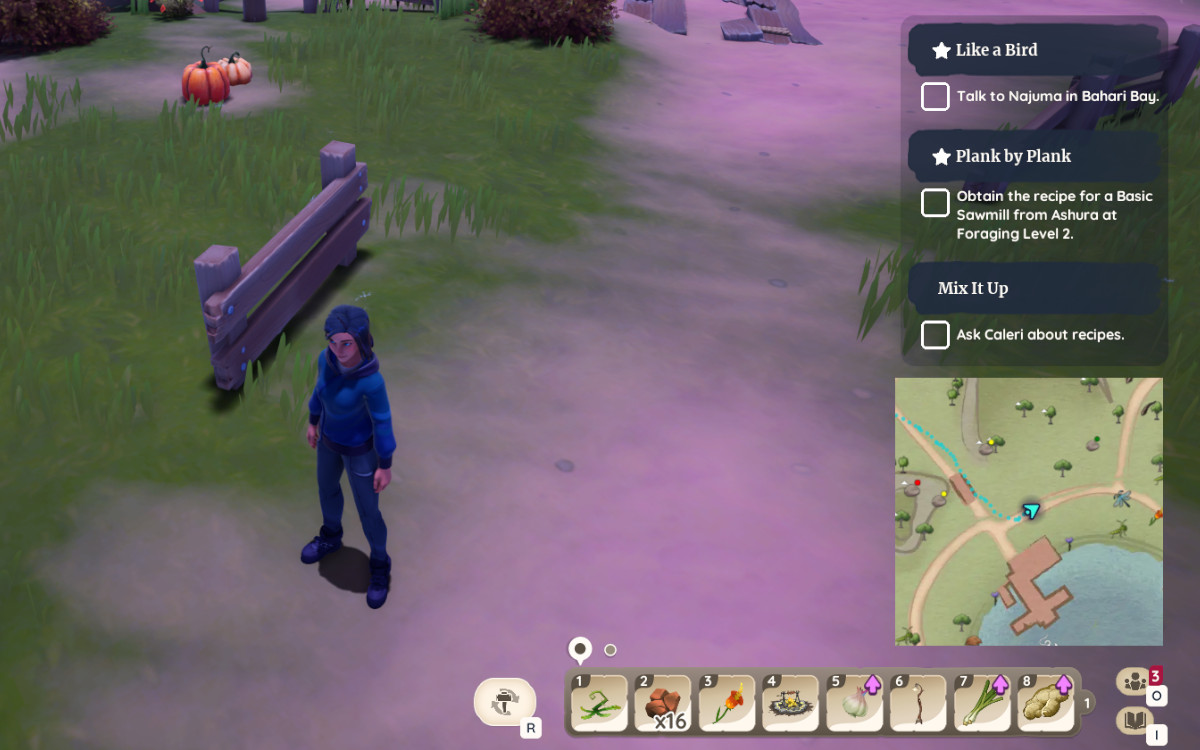 Like a Bird
Talk to Najuma in Bahari Bay.
Plank by Plank
Obtain the recipe for a Basic
Sawmill from Ashura at
Foraging Level 2.
Mix It Up
Ask Caleri about recipes.
3
O
R
1
2
x16
3
4
5
6
7
8
1
I